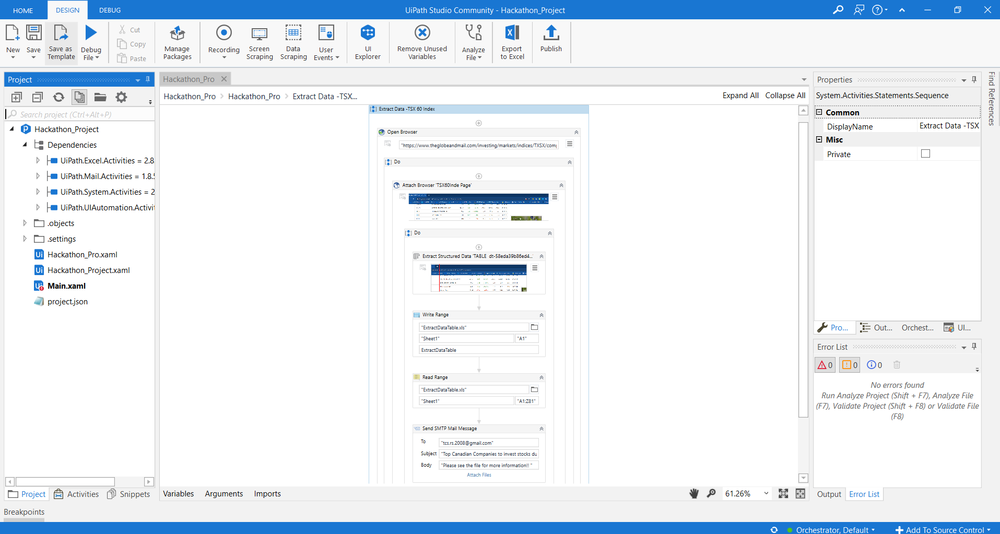 HOME DESIGN DEBUG UiPath Studio Community - Hackathon_Project
New Save Save as Template Debug File
Cut
Copy
Paste
Manage Packages Recording Screen Scraping Data Scraping User Events UI Explorer Remove Unused Variables Analyze File Export to Excel Publish
Project
Search project (Ctrl+Alt+P)
Hackathon_Project
Dependencies
UiPath.Excel.Activities = 2.8
UiPath.Mail.Activities = 1.8.5
UiPath.System.Activities = 2
UiPath.UIAutomation.Activit
.objects
.settings
Hackathon_Pro.xaml
Hackathon_Project.xaml
Main.xaml
project.json
Project Activities Snippets
Breakpoints
Hackathon_Pro
Hackathon_Pro Hackathon_Pro Extract Data -TSX... Expand All Collapse All
Extract Data -TSX 60 Index
Open Browser
"https://www.theglobeandmail.com/investing/markets/indices/TXSX/comp
Do
Attach Browser 'TSX60Inde Page'
Do
Extract Structured Data 'TABLE dt-58eda39b86ed4...'
Write Range
"ExtractDataTable.xls"
"Sheet1" "A1"
ExtractDataTable
Read Range
"ExtractDataTable.xls"
"Sheet1" "A1:Z81"
Send SMTP Mail Message
To "tcs.rs.2008@gmail.com"
Subject "Top Canadian Companies to invest stocks du
Body "Please see the file for more information!! "
Attach Files
Variables Arguments Imports 61.26%
Properties
System.Activities.Statements.Sequence
Common
DisplayName Extract Data -TSX
Misc
Private
Pro... Out... Orchest... UI...
Error List
0 0 0
No errors found
Run Analyze Project (Shift + F7), Analyze File
(F7), Validate Project (Shift + F8) or Validate File
(F8)
Output Error List
Find References
Orchestrator, Default Add To Source Control